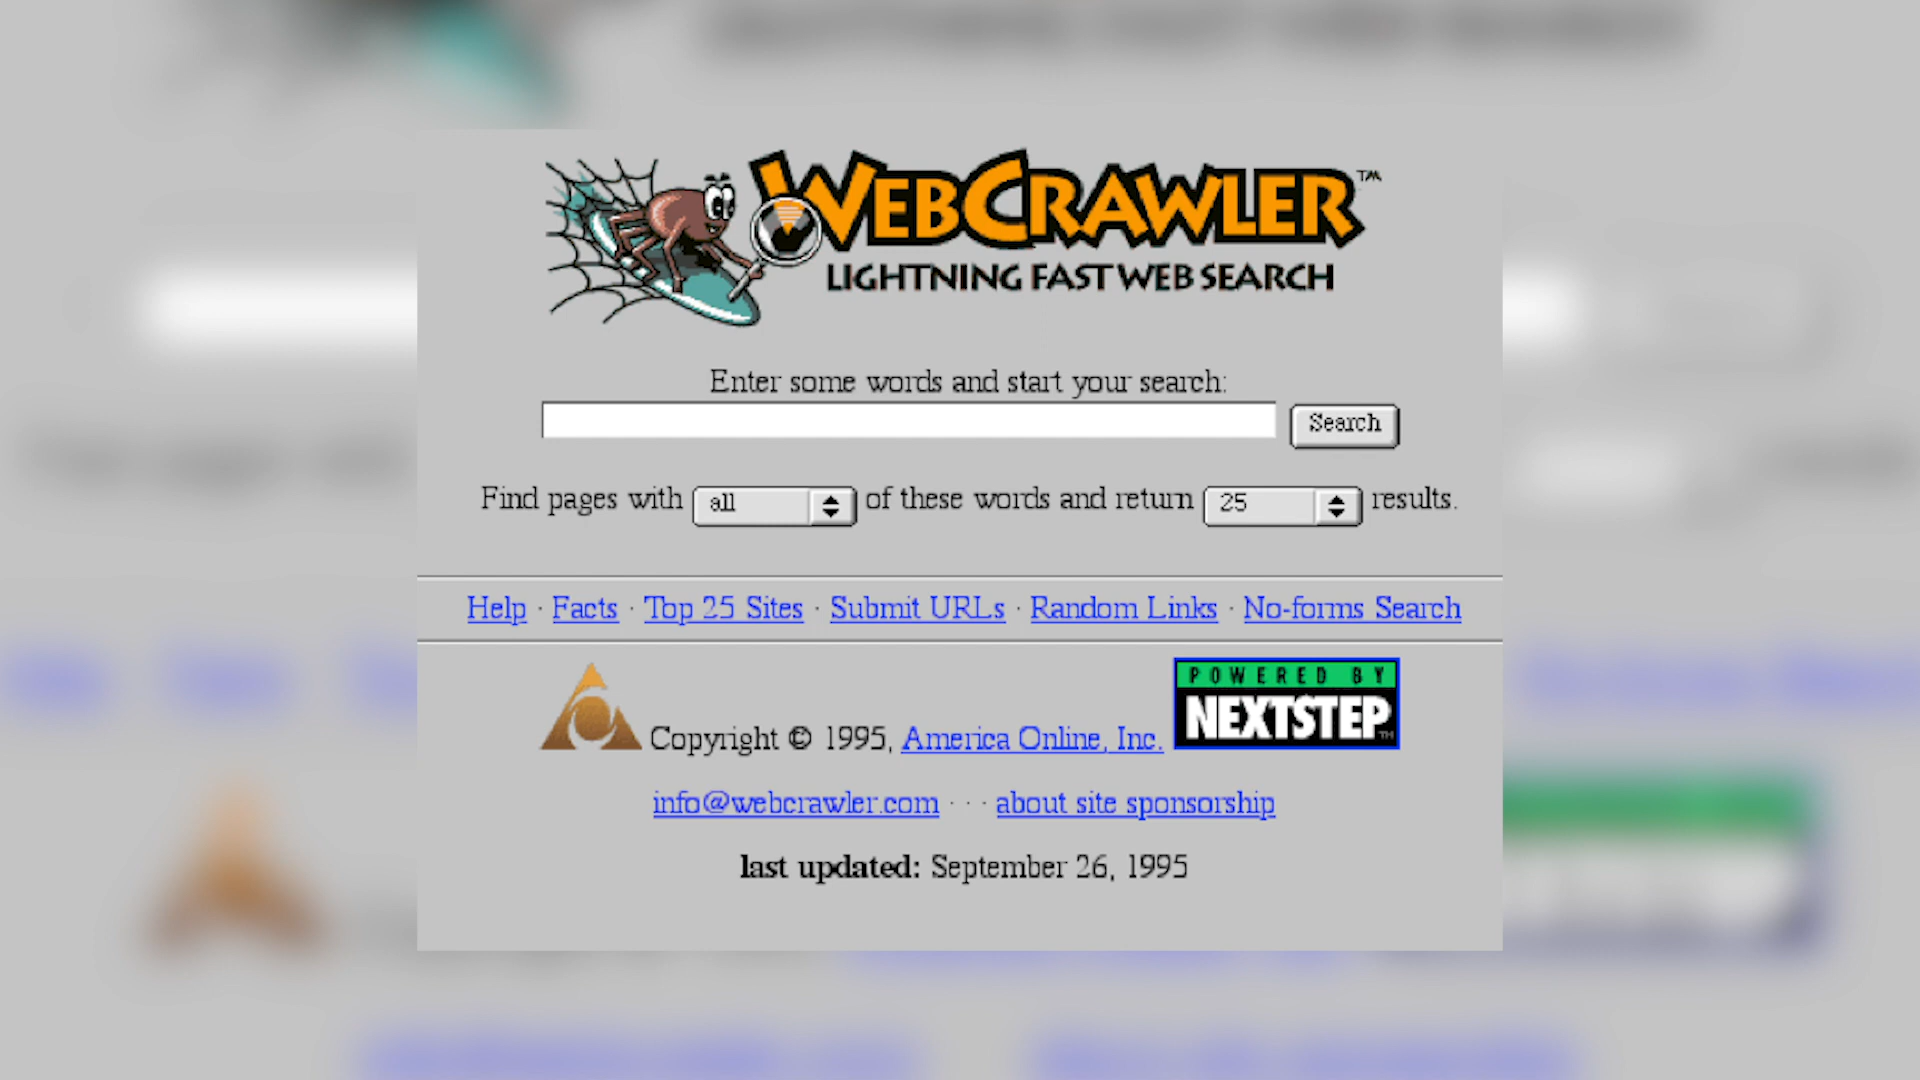 WEBCRAWLER™
LIGHTNING FAST WEB SEARCH
Enter some words and start your search:
Search
Find pages with all of these words and return 25 results.
Help · Facts · Top 25 Sites · Submit URLs · Random Links · No-forms Search
POWERED BY
NEXTSTEP™
Copyright © 1995, America Online, Inc.
info@webcrawler.com · · · about site sponsorship
last updated: September 26, 1995